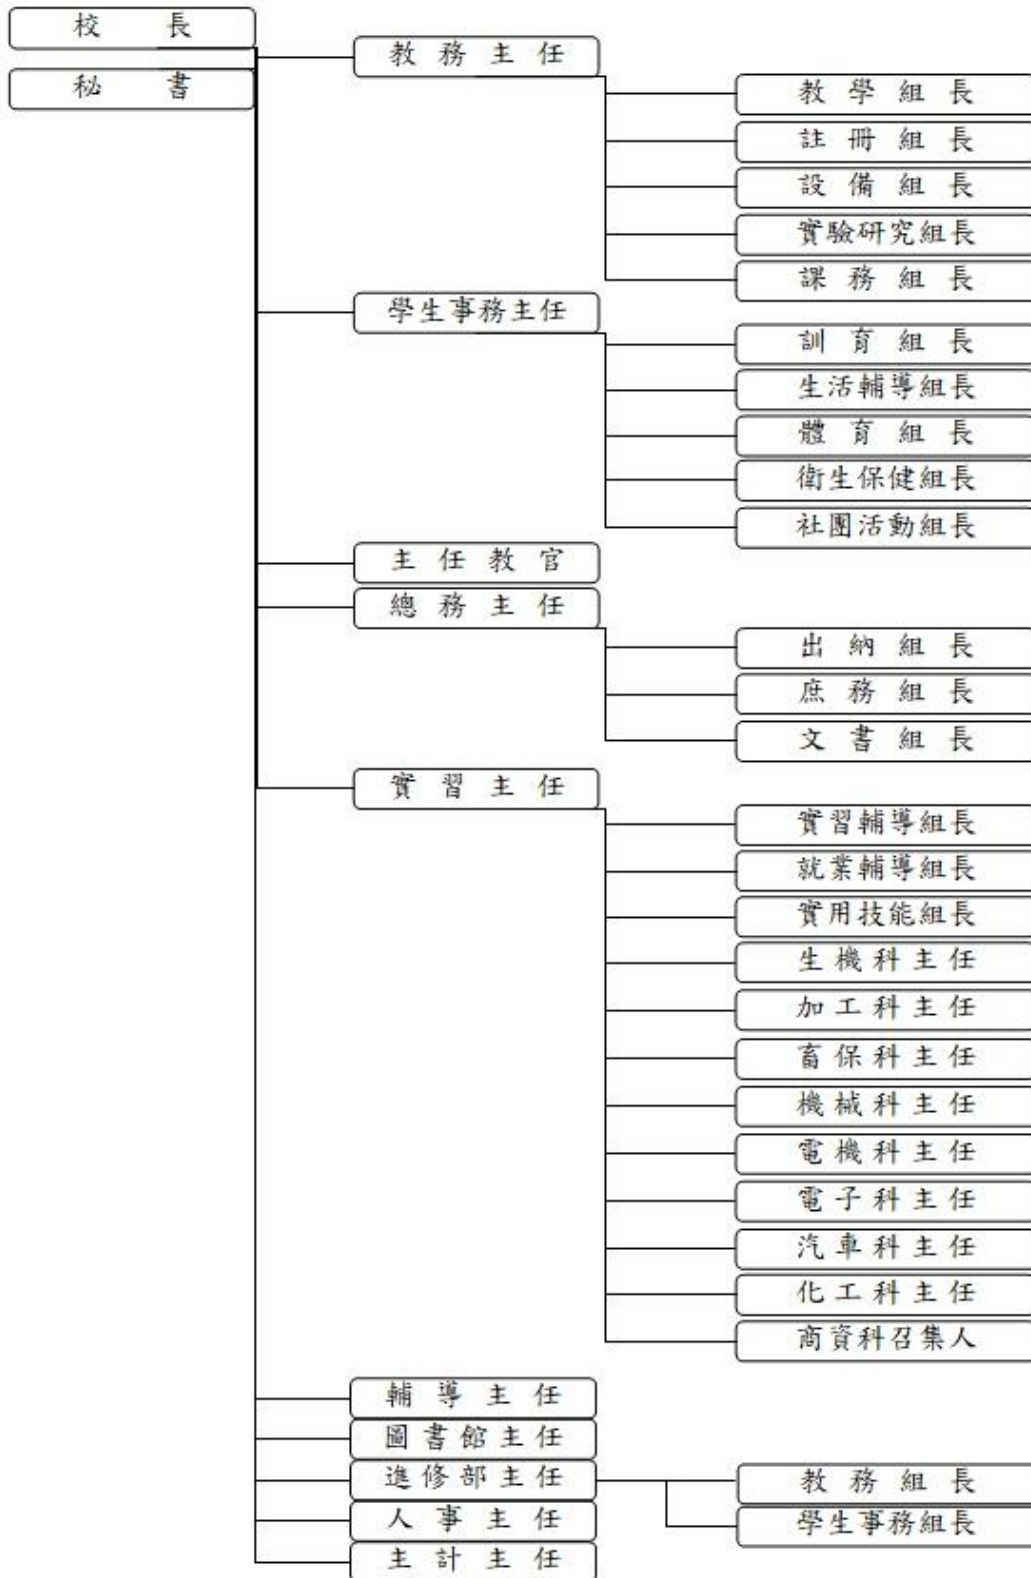 校長
秘書
教務主任
教學組長
註冊組長
設備組長
實驗研究組長
課務組長
學生事務主任
訓育組長
生活輔導組長
體育組長
衛生保健組長
社團活動組長
主任教官
總務主任
出納組長
庶務組長
文書組長
實習主任
實習輔導組長
就業輔導組長
實用技能組長
生機科主任
加工科主任
畜保科主任
機械科主任
電機科主任
電子科主任
汽車科主任
化工科主任
商資科召集人
輔導主任
圖書館主任
進修部主任
教務組長
學生事務組長
人事主任
主計主任